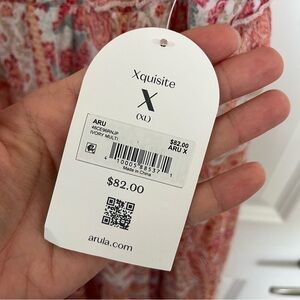 Xquisite
X
(XL)
ARU
$82.00
ARU X
IVORY MULTI
Made in China
$82.00
arula.com